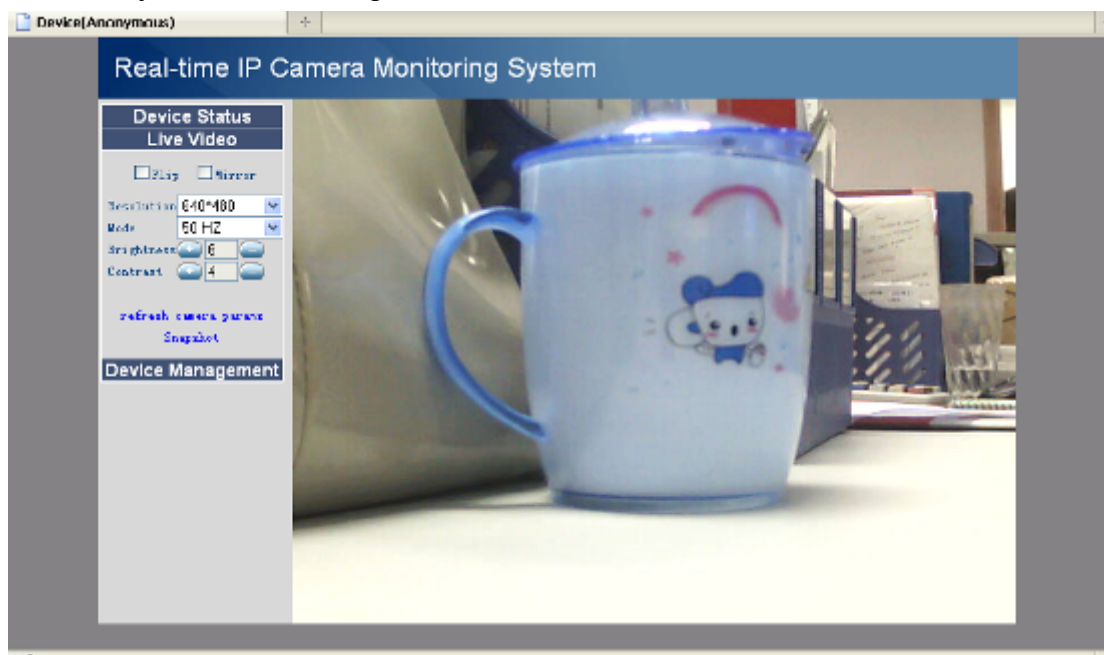 Device(Anonymous)
Real-time IP Camera Monitoring System
Device Status
Live Video
Flip Mirror
Resolution 640*480
Mode 50 HZ
Brightness + 6 -
Contrast + 4 -
refresh camera params
Snapshot
Device Management